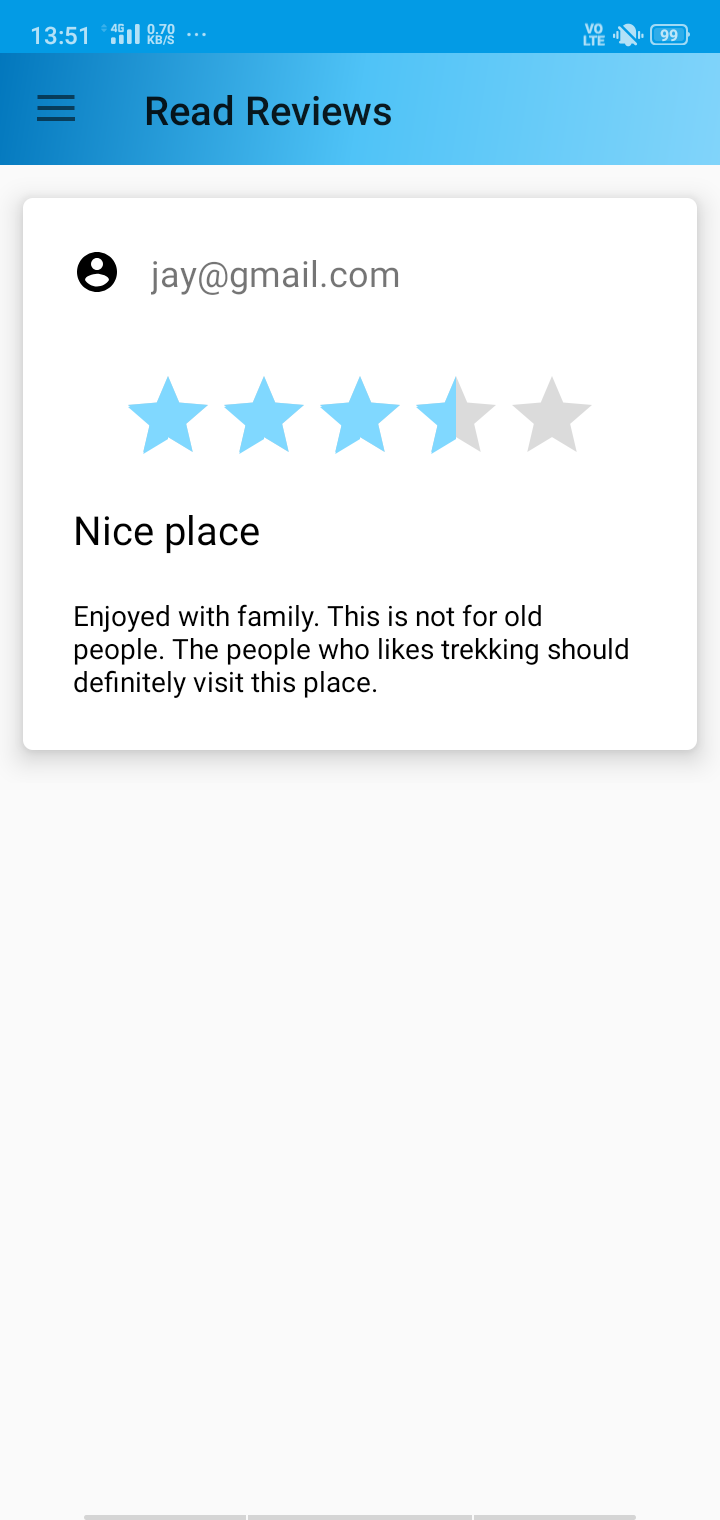 13:51 4G 0.70 KB/S ... VO LTE 99
Read Reviews
jay@gmail.com
Nice place
Enjoyed with family. This is not for old
people. The people who likes trekking should
definitely visit this place.